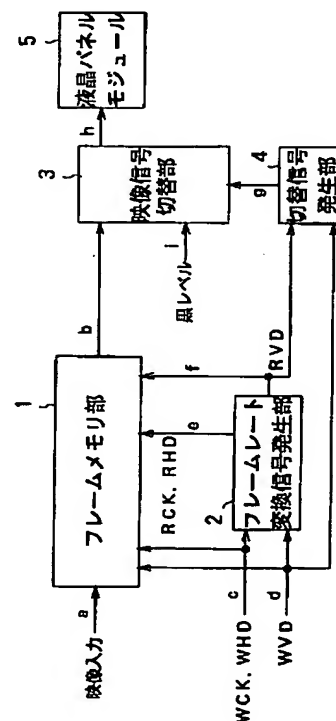 映像入力
a
1
フレームメモリ部
b
3
映像信号
切替部
h
5
液晶パネル
モジュール
i
黒レベル
g
4
切替信号
発生部
f
RVD
e
RCK. RHD
2
フレームレート
変換信号発生部
c
WCK. WHD
d
WVD